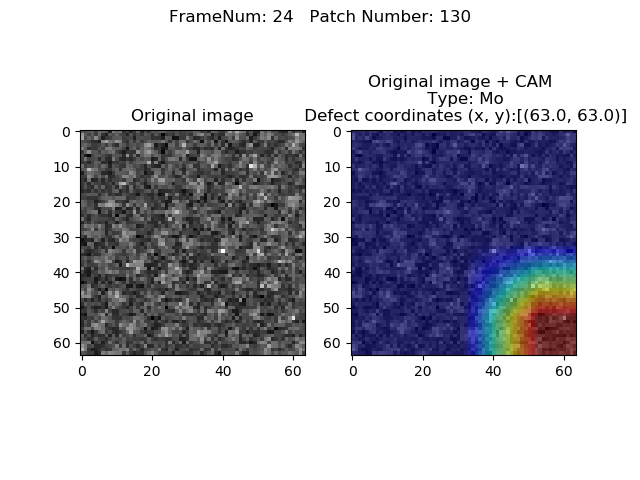 FrameNum: 24   Patch Number: 130
Original image
Original image + CAM
Type: Mo
Defect coordinates (x, y):[(63.0, 63.0)]
0
10
20
30
40
50
60
0 20 40 60
0
10
20
30
40
50
60
0 20 40 60